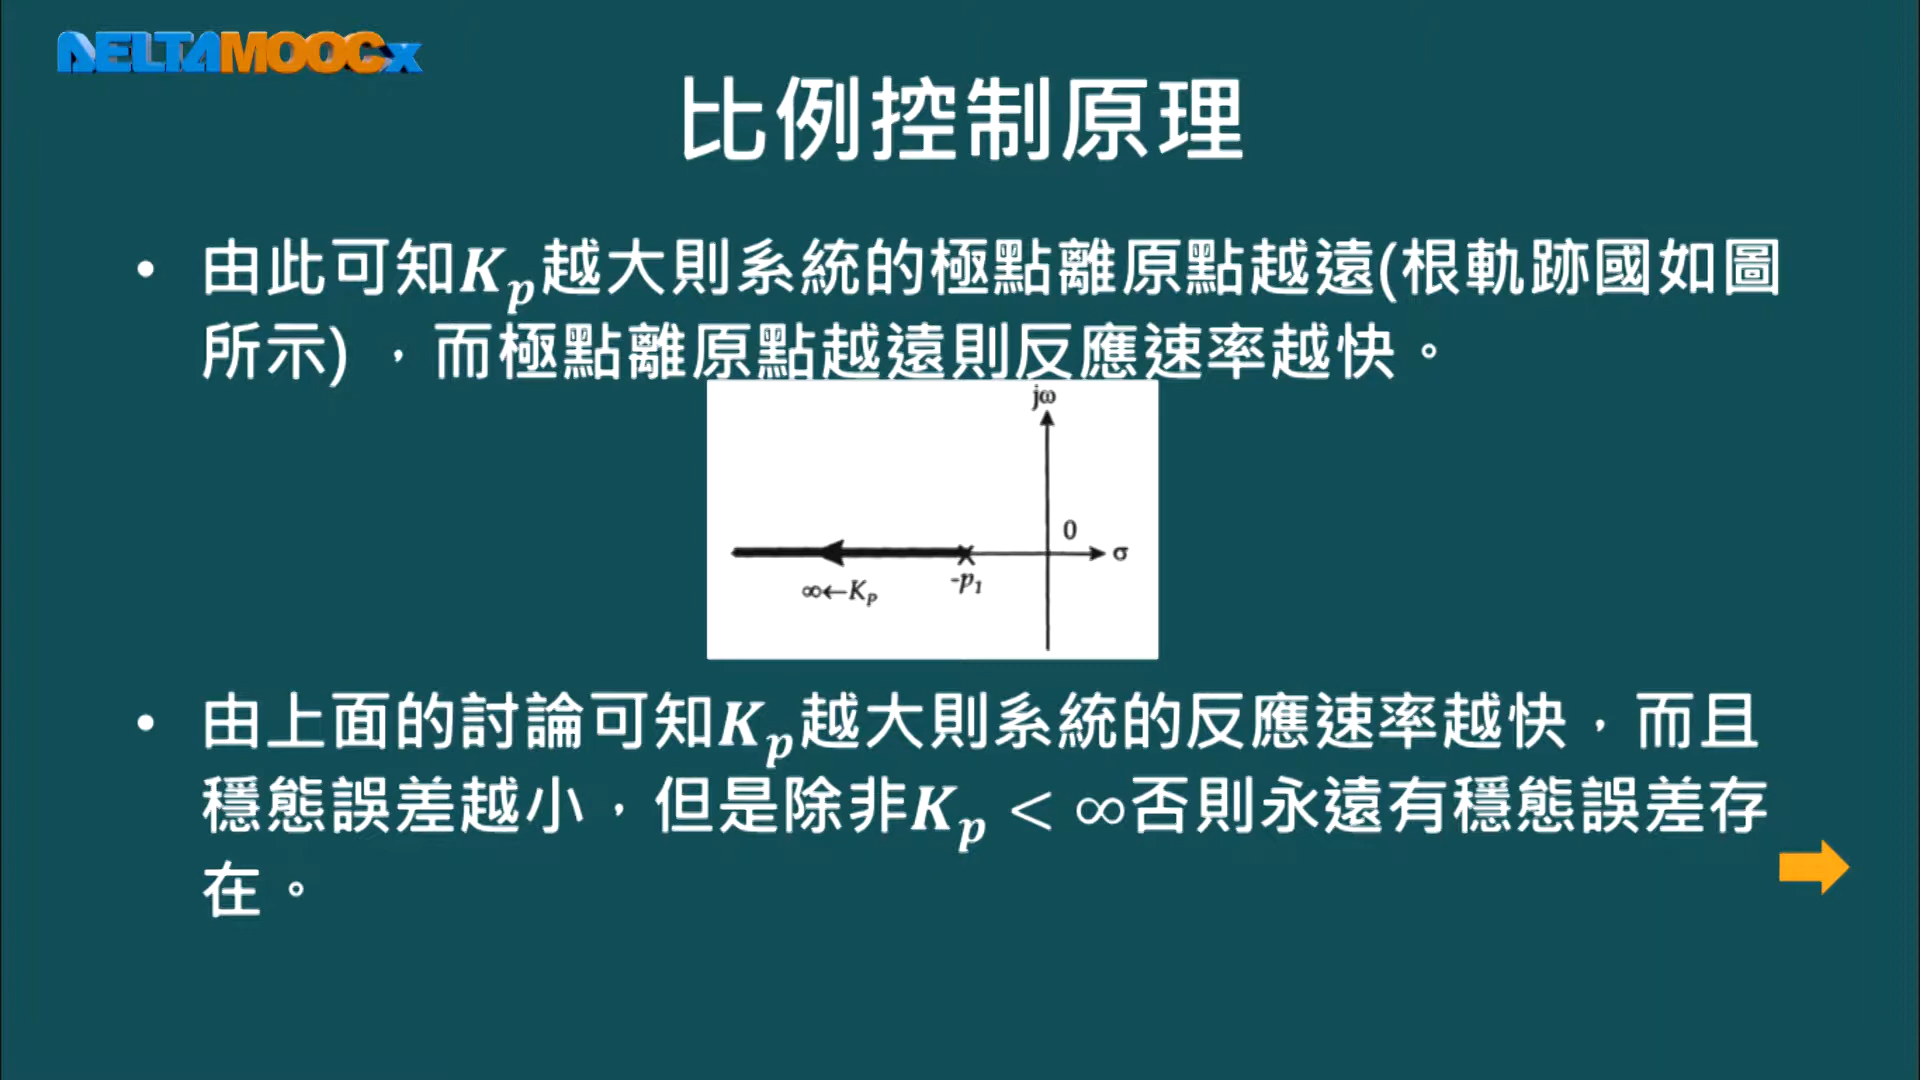 DELTAMOOCx
比例控制原理
• 由此可知Kp越大則系統的極點離原點越遠(根軌跡國如圖
所示) ，而極點離原點越遠則反應速率越快。
jω
0
σ
∞←Kp
-p1
• 由上面的討論可知Kp越大則系統的反應速率越快，而且
穩態誤差越小，但是除非Kp < ∞否則永遠有穩態誤差存
在。